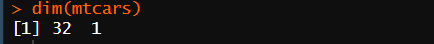 > dim(mtcars)
[1] 32  1